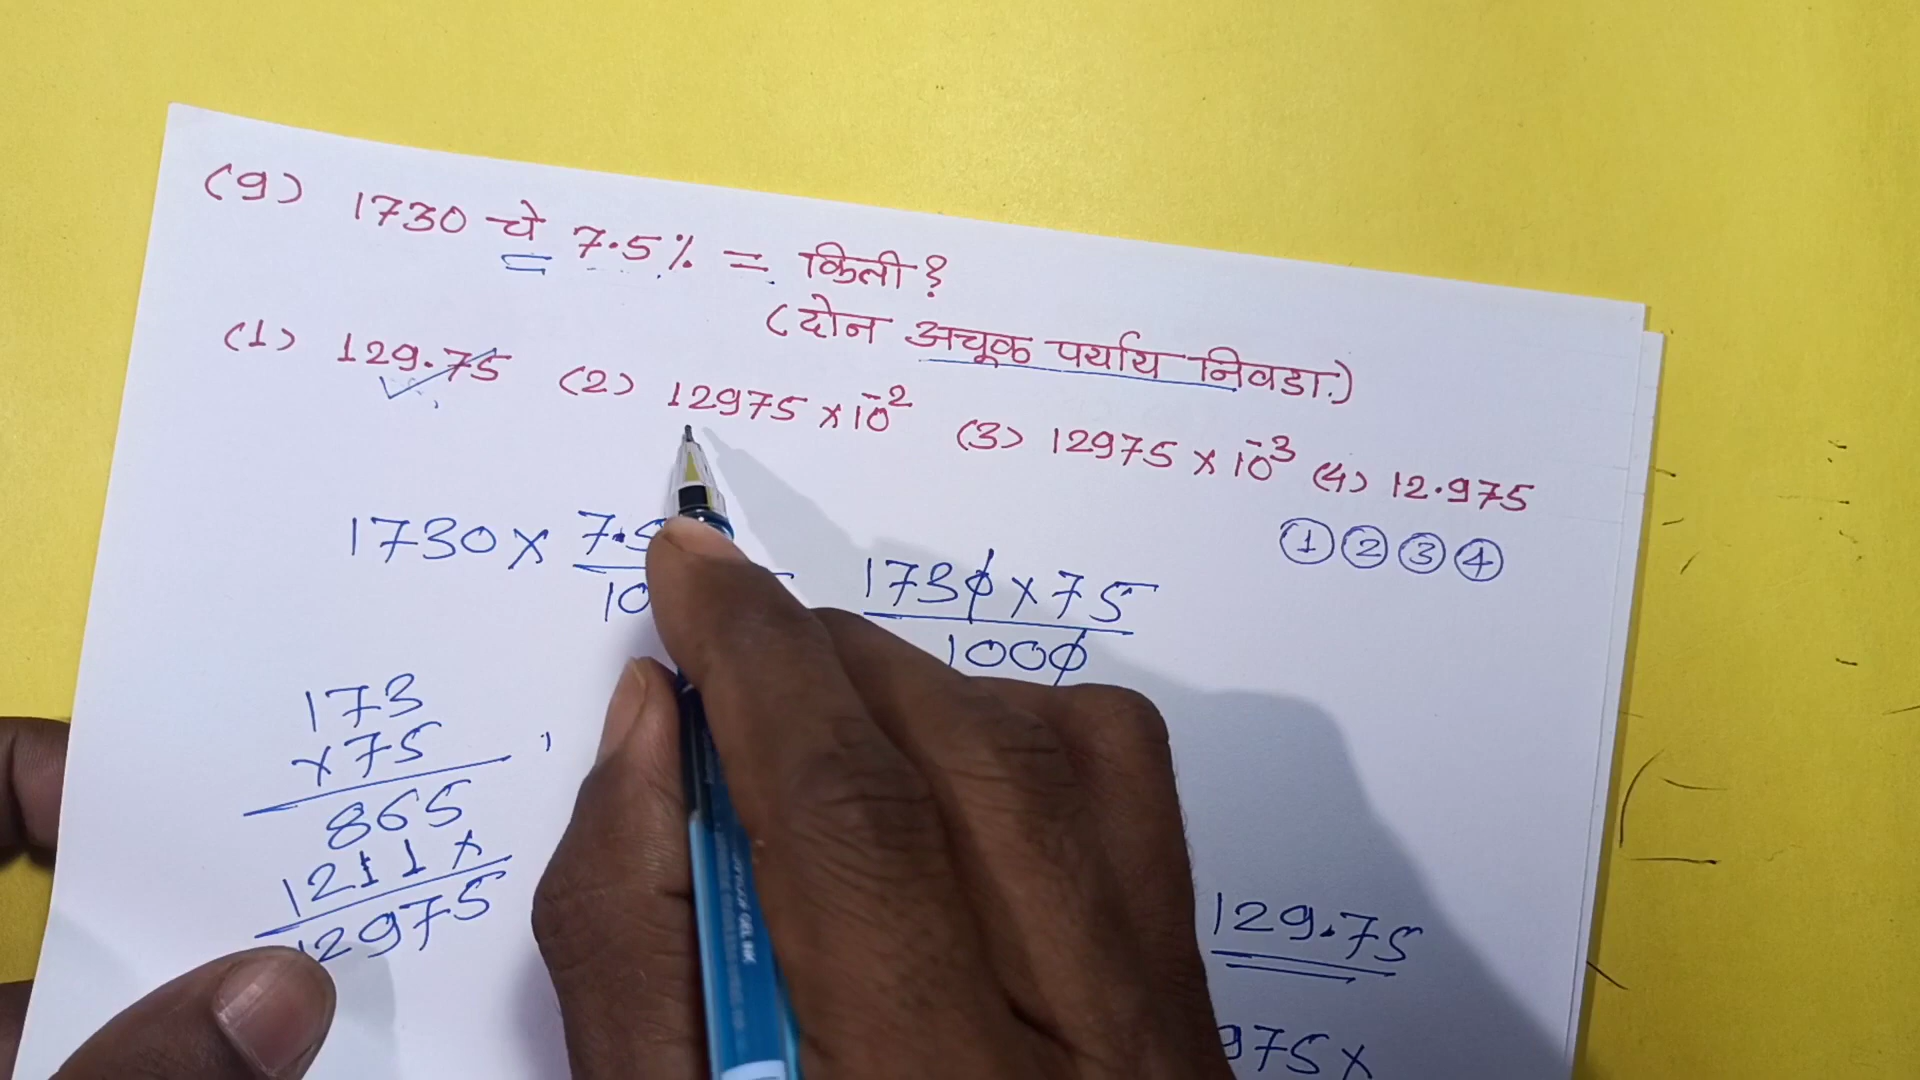 (9) 1730 चे 7.5% = किती?
(दोन अचूक पर्याय निवडा.)
(1) 129.75 (2) 12975 × 10⁻² (3) 12975 × 10⁻³ (4) 12.975
① ② ③ ④
1730 × 7.5
10
1730 × 75
1000
173
× 75
865
1211 ×
12975
129.75
975 ×